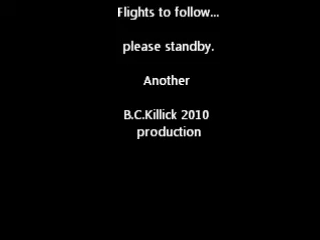 Flights to follow...
please standby.
Another
B.C.Killick 2010
production